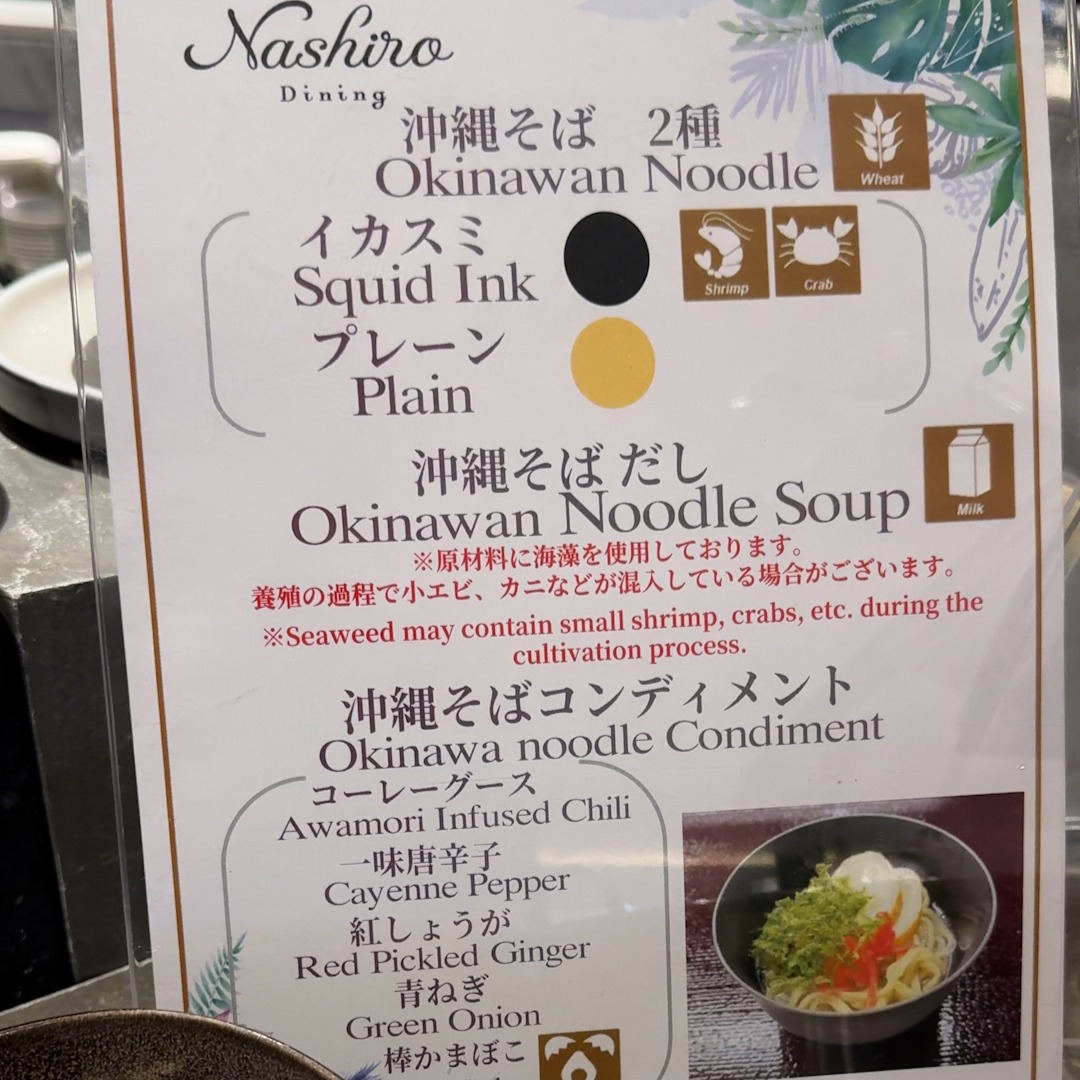 Nashiro
Dining
沖縄そば　2種
Okinawan Noodle
Wheat
イカスミ
Squid Ink
Shrimp
Crab
プレーン
Plain
沖縄そば だし
Okinawan Noodle Soup
Milk
※原材料に海藻を使用しております。
養殖の過程で小エビ、カニなどが混入している場合がございます。
※Seaweed may contain small shrimp, crabs, etc. during the
cultivation process.
沖縄そばコンディメント
Okinawa noodle Condiment
コーレーグース
Awamori Infused Chili
一味唐辛子
Cayenne Pepper
紅しょうが
Red Pickled Ginger
青ねぎ
Green Onion
棒かまぼこ